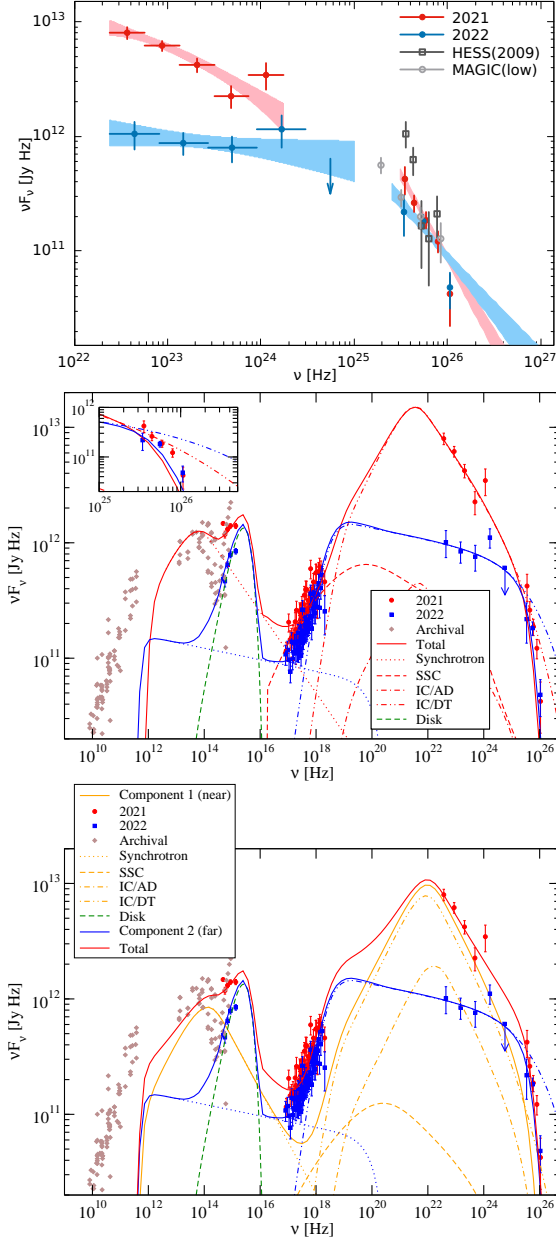 10^13
10^12
10^11
νF_ν [Jy Hz]
2021
2022
HESS(2009)
MAGIC(low)
10^22 10^23 10^24 10^25 10^26 10^27
ν [Hz]
10^12
10^11
10^25 10^26
10^13
10^12
10^11
νF_ν [Jy Hz]
2021
2022
Archival
Total
Synchrotron
SSC
IC/AD
IC/DT
Disk
10^10 10^12 10^14 10^16 10^18 10^20 10^22 10^24 10^26
ν [Hz]
Component 1 (near)
2021
2022
Archival
Synchrotron
SSC
IC/AD
IC/DT
Disk
Component 2 (far)
Total
10^13
10^12
10^11
νF_ν [Jy Hz]
10^10 10^12 10^14 10^16 10^18 10^20 10^22 10^24 10^26
ν [Hz]